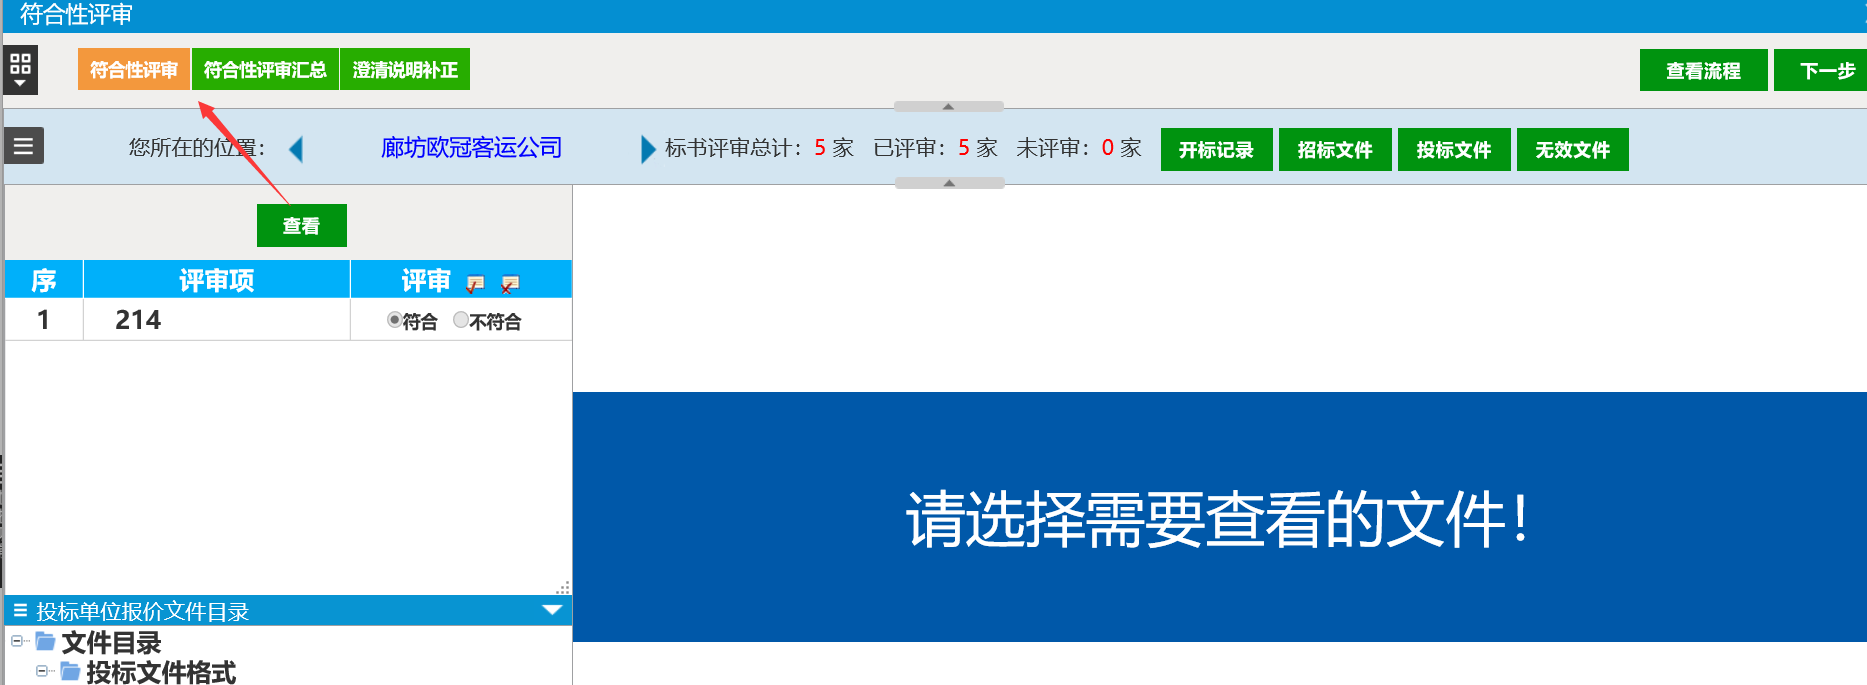 符合性评审
符合性评审 符合性评审汇总 澄清说明补正 查看流程 下一步
您所在的位置： 廊坊欧冠客运公司 标书评审总计：5 家 已评审：5 家 未评审：0 家 开标记录 招标文件 投标文件 无效文件
查看
序 评审项 评审
1 214 符合 不符合
请选择需要查看的文件！
投标单位报价文件目录
文件目录
投标文件格式